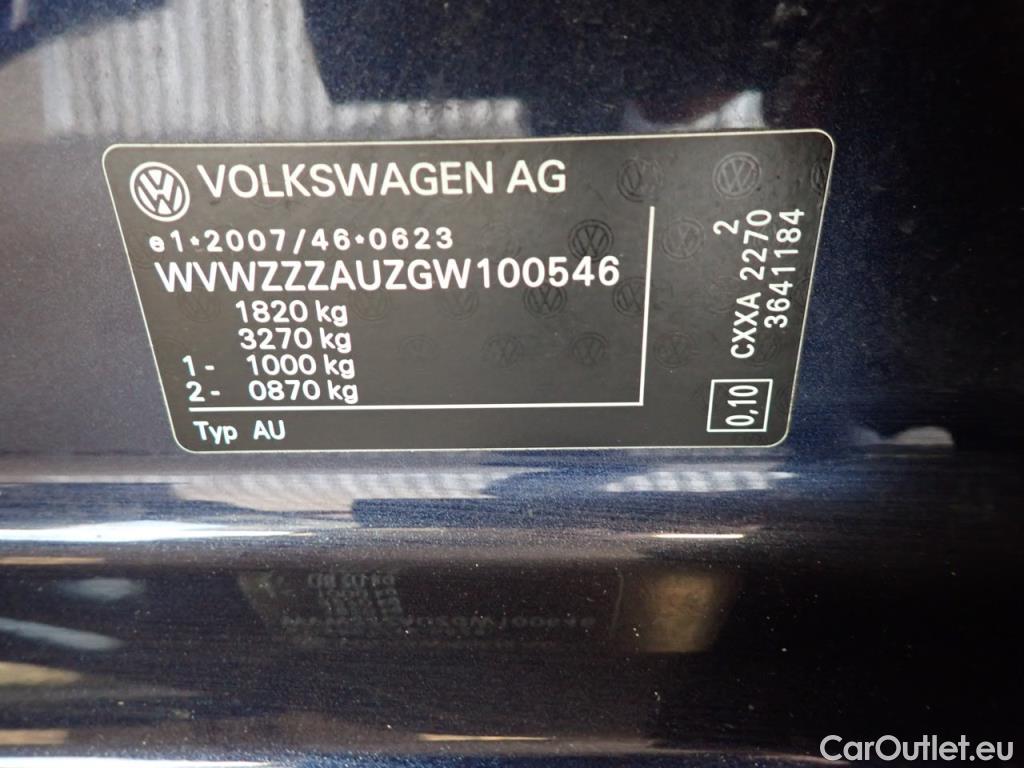 VOLKSWAGEN AG
e1*2007/46*0623
WVWZZZAUZGW100546
1820 kg
3270 kg
1- 1000 kg
2- 0870 kg
Typ AU
2
CXXA 2270
3641184
0,10
CarOutlet.eu